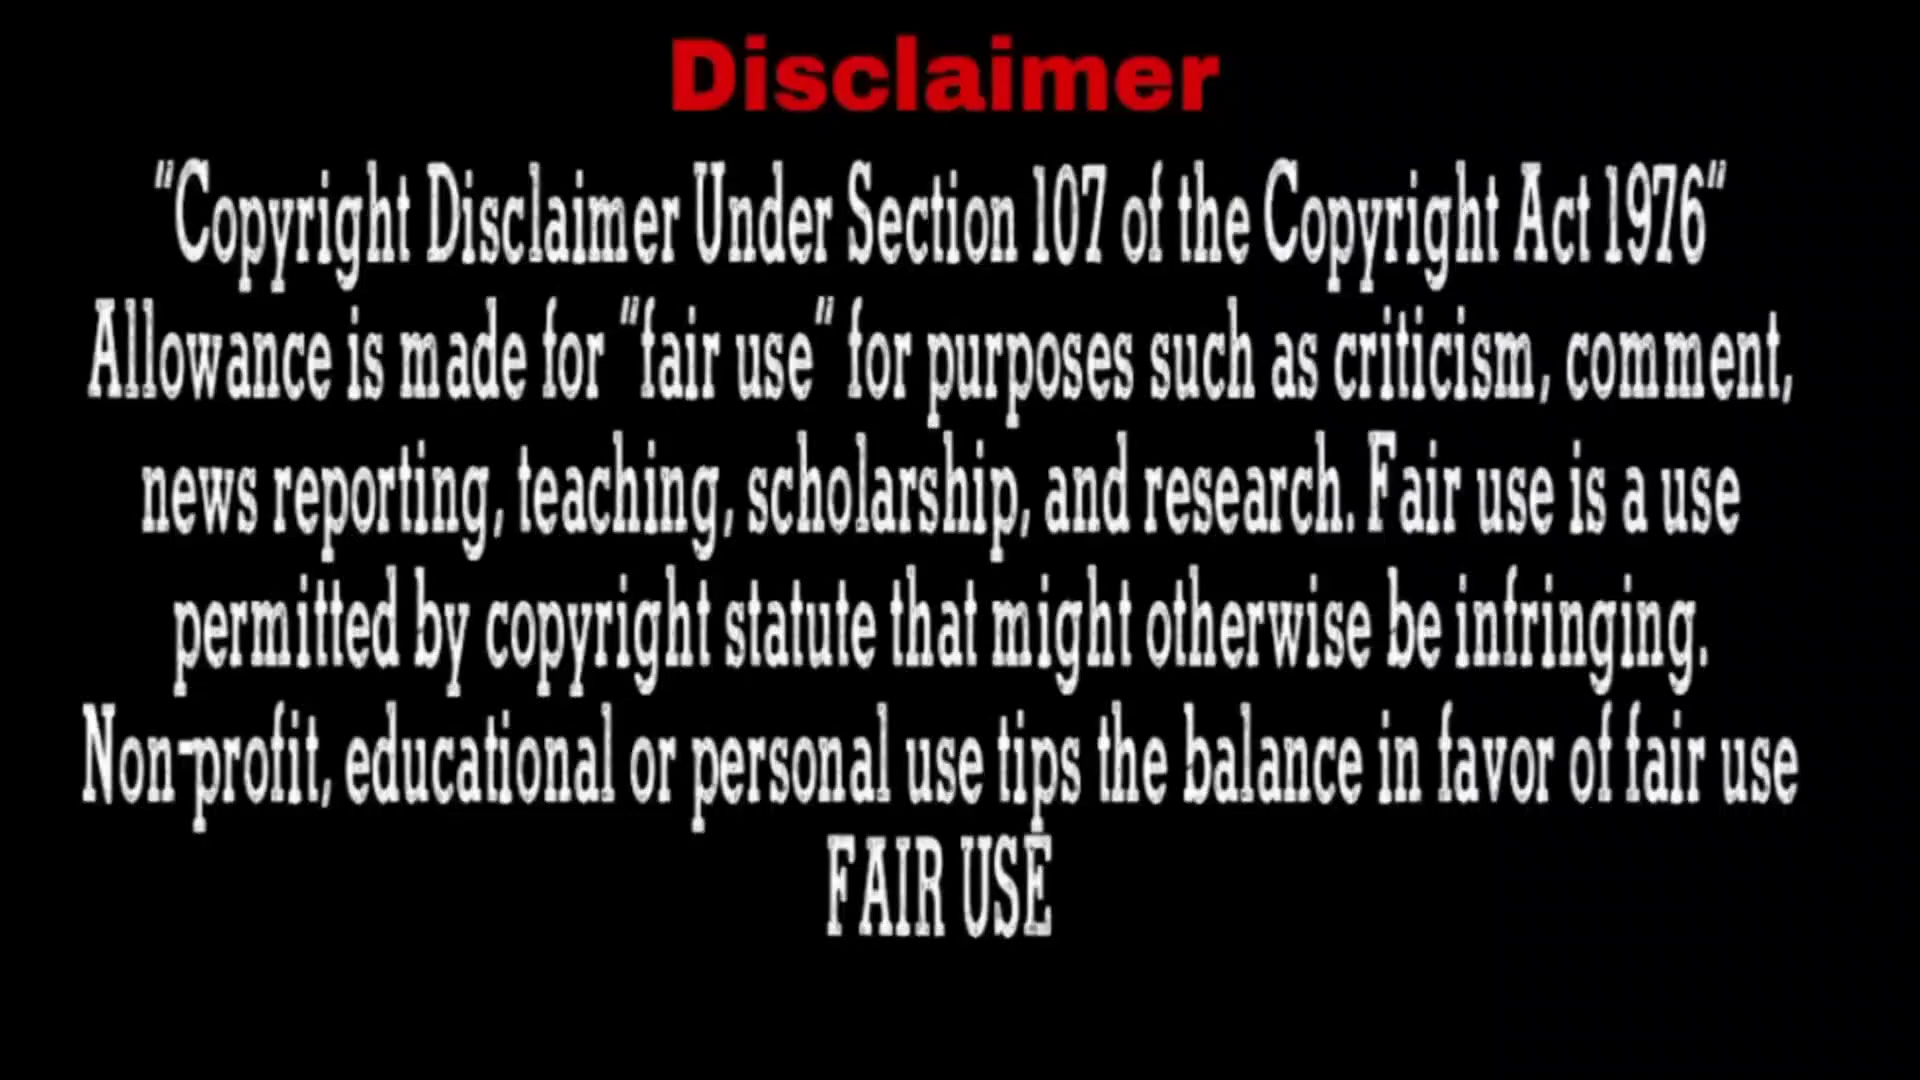 Disclaimer
"Copyright Disclaimer Under Section 107 of the Copyright Act 1976"
Allowance is made for "fair use" for purposes such as criticism, comment,
news reporting, teaching, scholarship, and research. Fair use is a use
permitted by copyright statute that might otherwise be infringing.
Non-profit, educational or personal use tips the balance in favor of fair use
FAIR USE